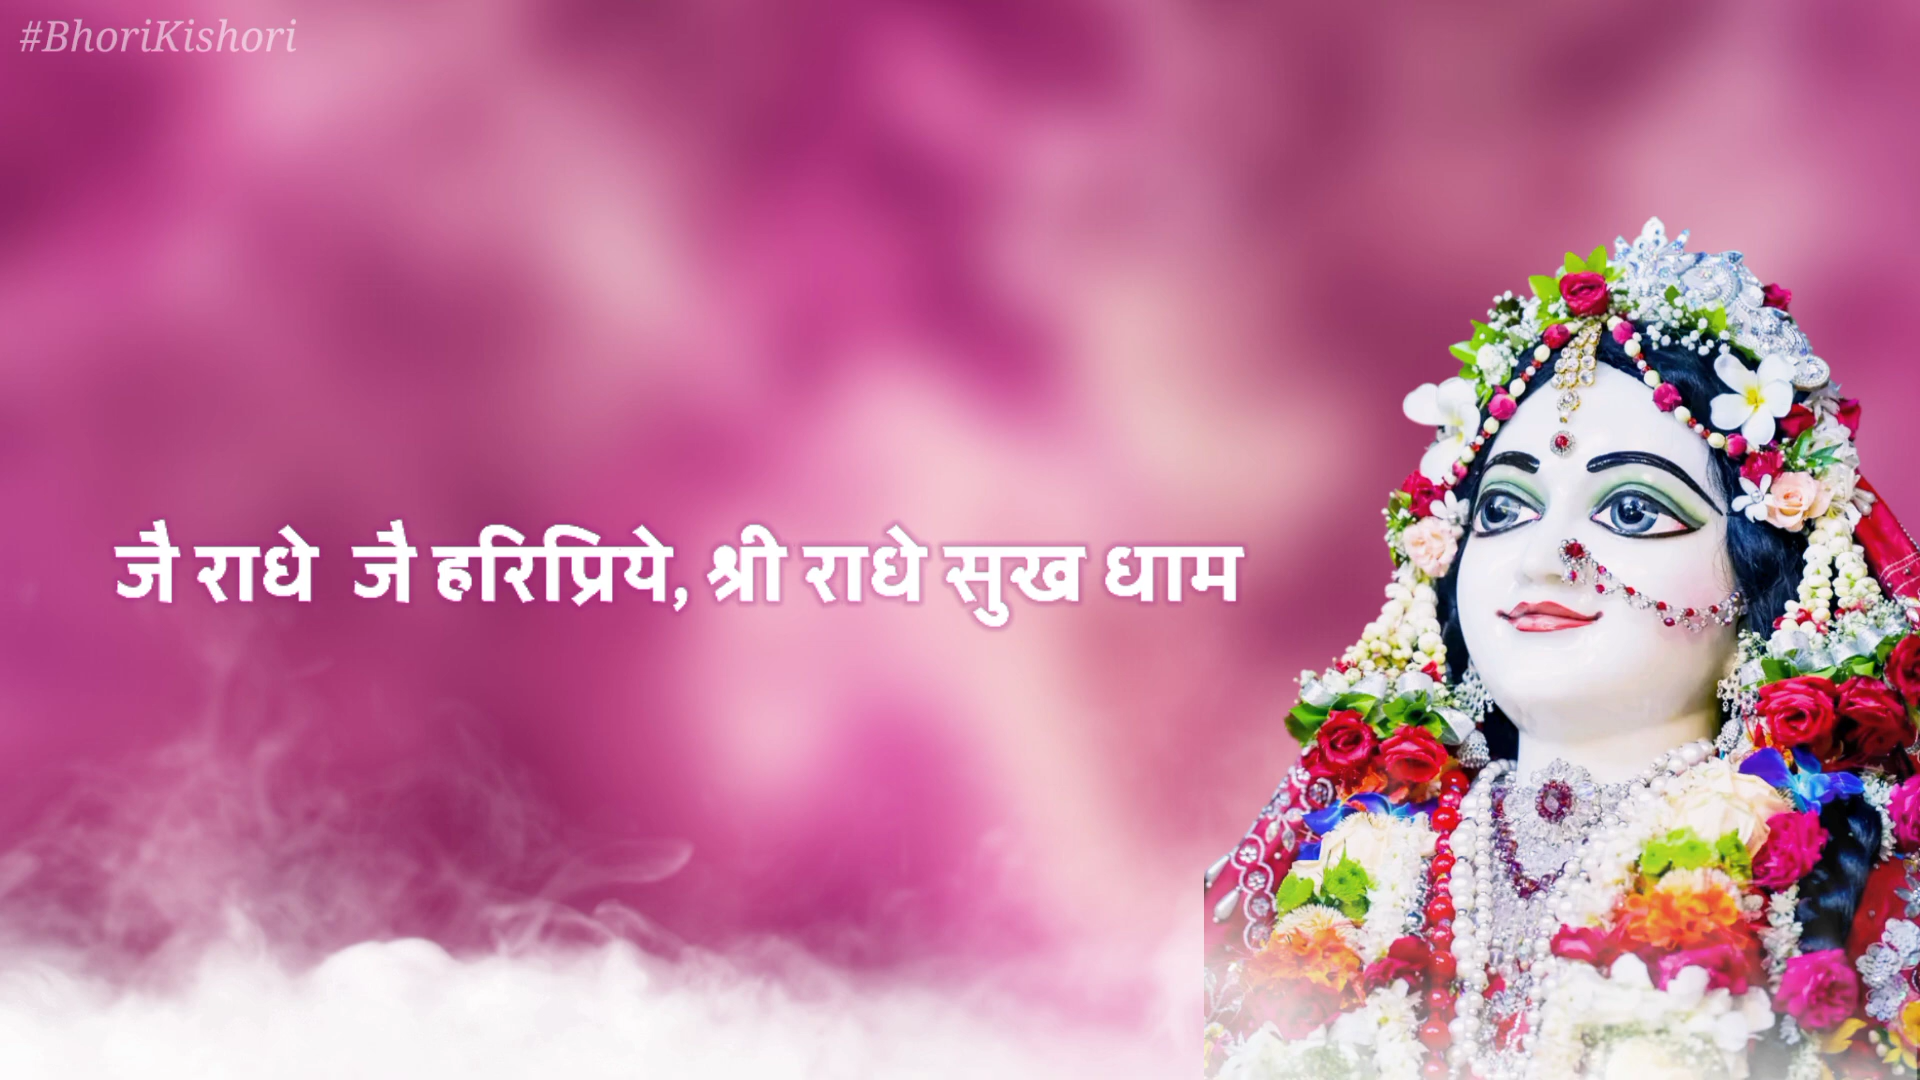 #BhoriKishori
जै राधे जै हरिप्रिये, श्री राधे सुख धाम